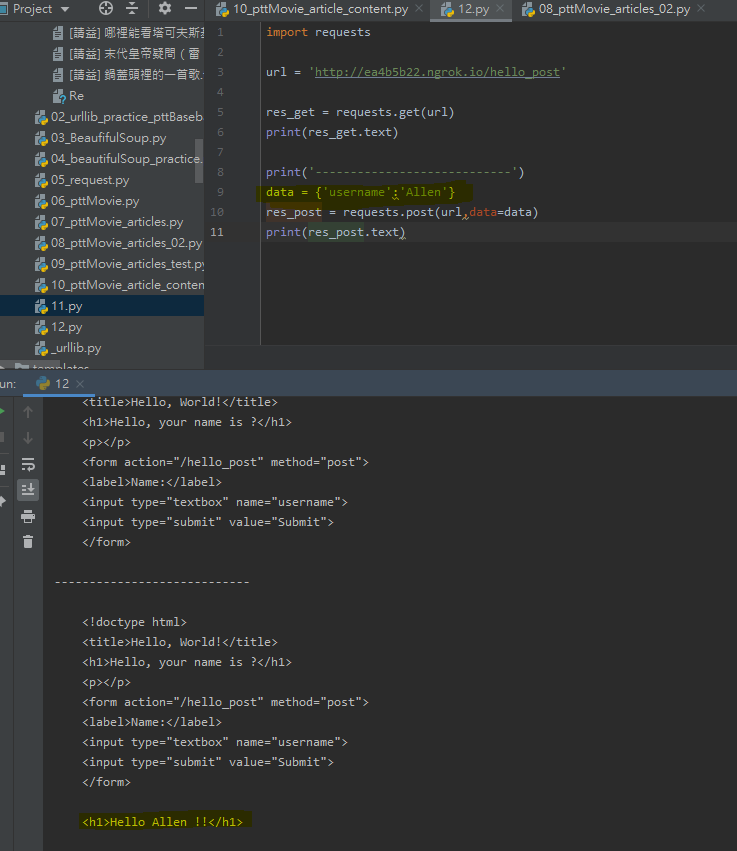 Project
10_pttMovie_article_content.py
12.py
08_pttMovie_articles_02.py
[請益] 哪裡能看塔可夫斯基
[請益] 末代皇帝疑問（雷
[請益] 鍋蓋頭裡的一首歌.
Re
02_urllib_practice_pttBaseb
03_BeaufifulSoup.py
04_beautifulSoup_practice.
05_request.py
06_pttMovie.py
07_pttMovie_articles.py
08_pttMovie_articles_02.py
09_pttMovie_articles_test.py
10_pttMovie_article_conten
11.py
12.py
_urllib.py
templates
1 import requests
2
3 url = 'http://ea4b5b22.ngrok.io/hello_post'
4
5 res_get = requests.get(url)
6 print(res_get.text)
7
8 print('----------------------------')
9 data = {'username':'Allen'}
10 res_post = requests.post(url,data=data)
11 print(res_post.text)
un: 12
<title>Hello, World!</title>
<h1>Hello, your name is ?</h1>
<p></p>
<form action="/hello_post" method="post">
<label>Name:</label>
<input type="textbox" name="username">
<input type="submit" value="Submit">
</form>
----------------------------
<!doctype html>
<title>Hello, World!</title>
<h1>Hello, your name is ?</h1>
<p></p>
<form action="/hello_post" method="post">
<label>Name:</label>
<input type="textbox" name="username">
<input type="submit" value="Submit">
</form>
<h1>Hello Allen !!</h1>